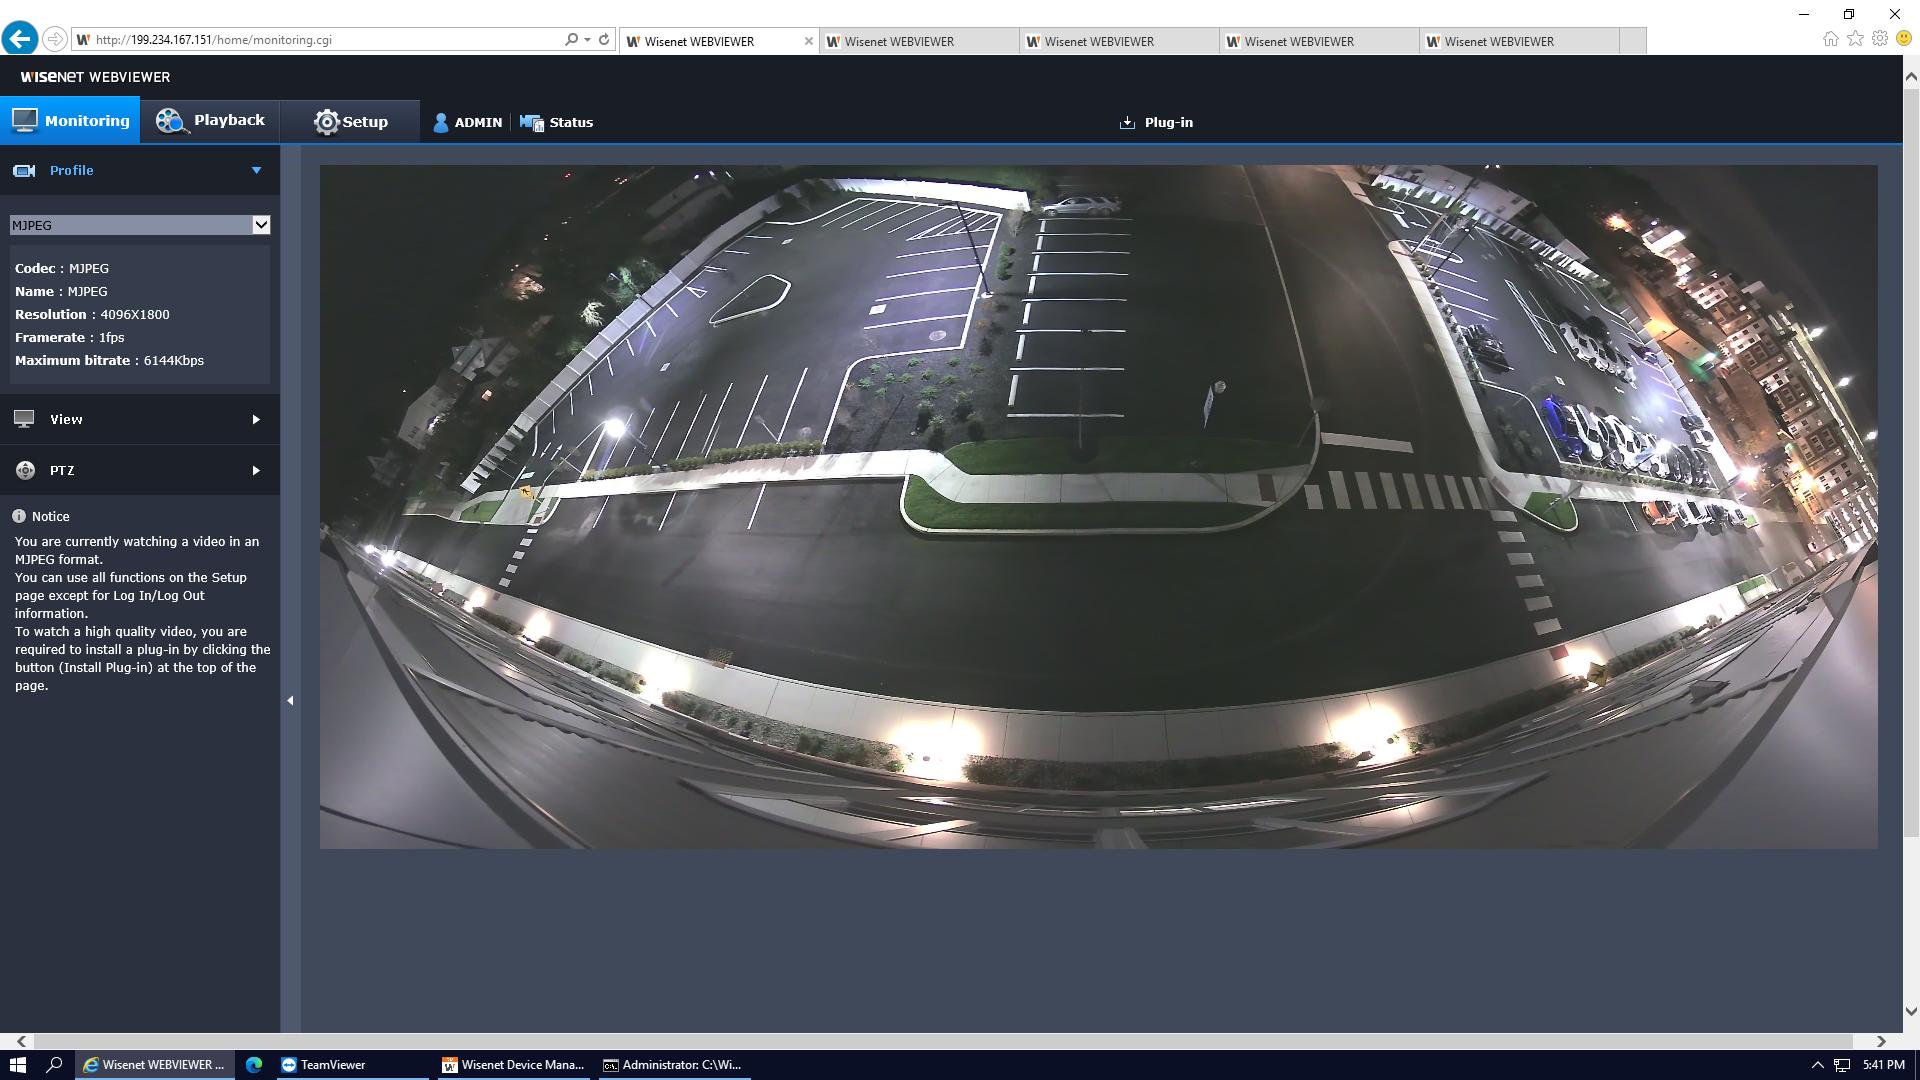 http://199.234.167.151/home/monitoring.cgi
Wisenet WEBVIEWER
Wisenet WEBVIEWER
Wisenet WEBVIEWER
Wisenet WEBVIEWER
Wisenet WEBVIEWER
WISENET WEBVIEWER
Monitoring
Playback
Setup
ADMIN
Status
Plug-in
Profile
MJPEG
Codec : MJPEG
Name : MJPEG
Resolution : 4096X1800
Framerate : 1fps
Maximum bitrate : 6144Kbps
View
PTZ
Notice
You are currently watching a video in an
MJPEG format.
You can use all functions on the Setup
page except for Log In/Log Out
information.
To watch a high quality video, you are
required to install a plug-in by clicking the
button (Install Plug-in) at the top of the
page.
Wisenet WEBVIEWER ...
TeamViewer
Wisenet Device Mana...
Administrator: C:\Wi...
5:41 PM